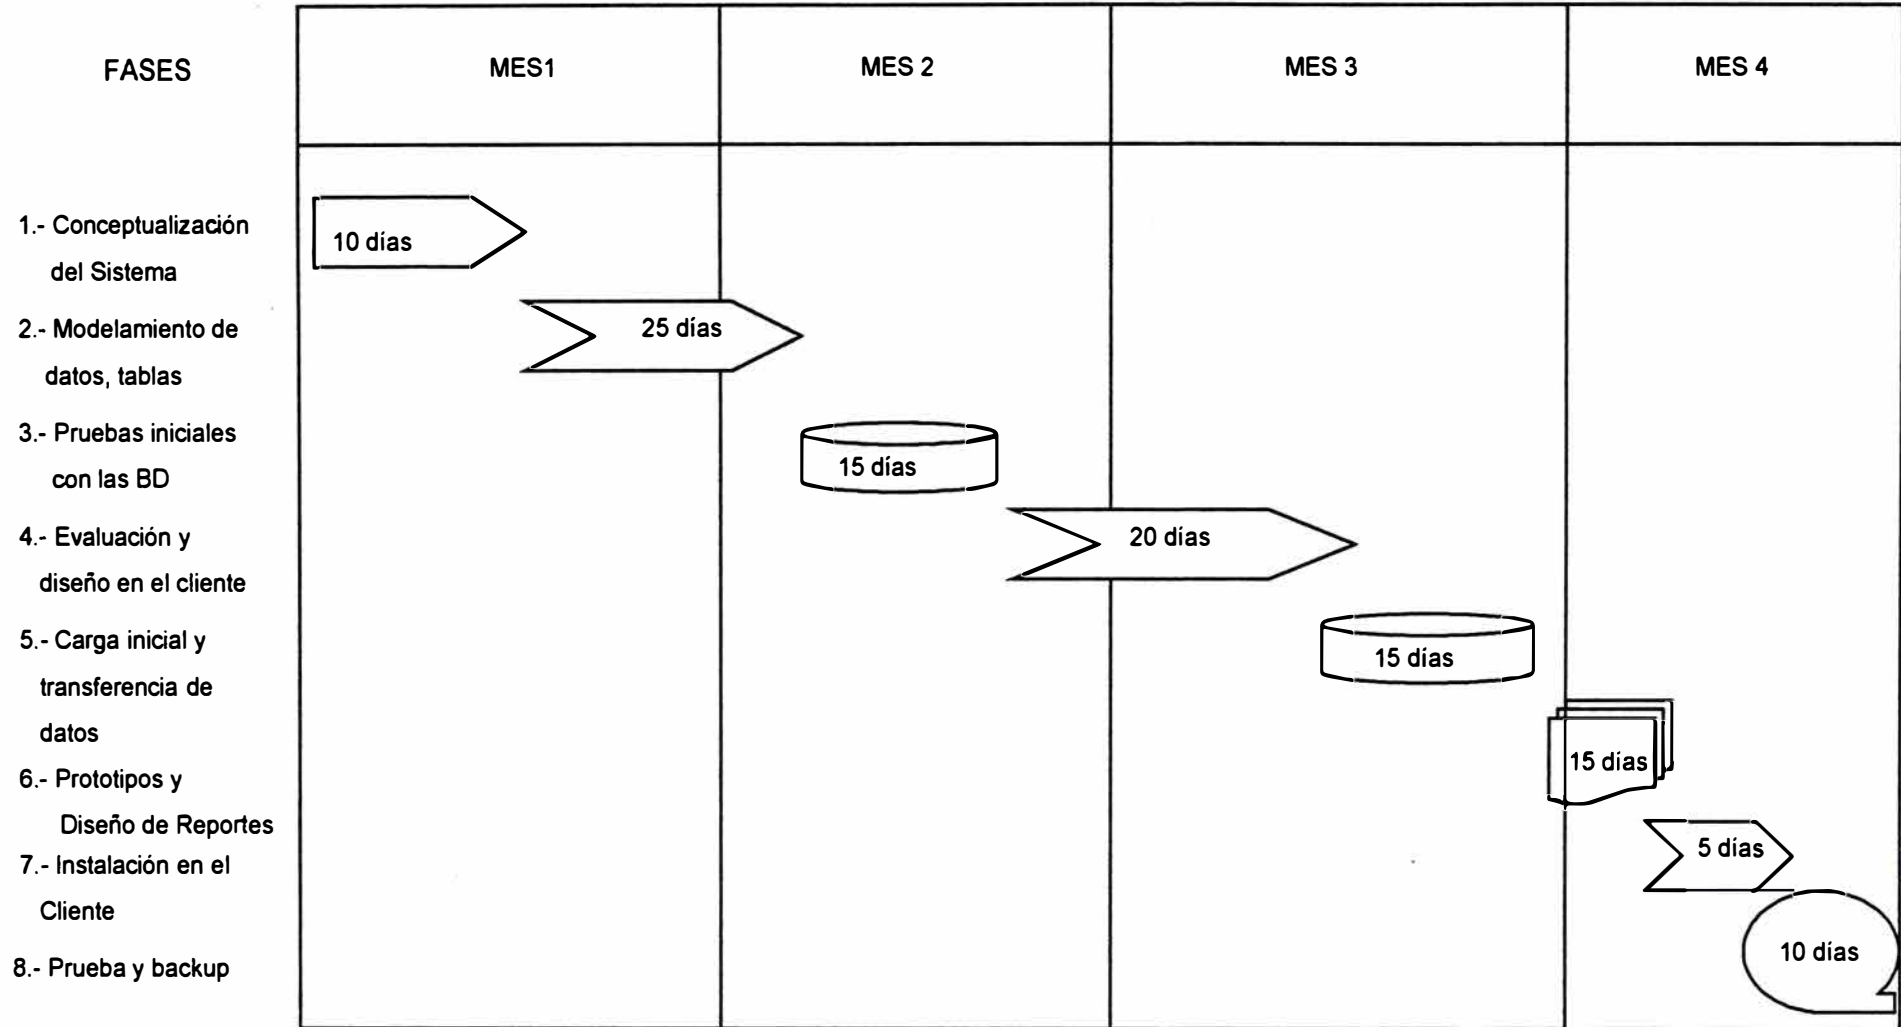 FASES
MES1
MES 2
MES 3
MES 4
1.- Conceptualización
del Sistema
10 días
2.- Modelamiento de
datos, tablas
25 días
3.- Pruebas iniciales
con las BD
15 días
4.- Evaluación y
diseño en el cliente
20 días
5.- Carga inicial y
transferencia de
datos
15 días
6.- Prototipos y
Diseño de Reportes
15 días
7.- Instalación en el
Cliente
5 días
8.- Prueba y backup
10 días